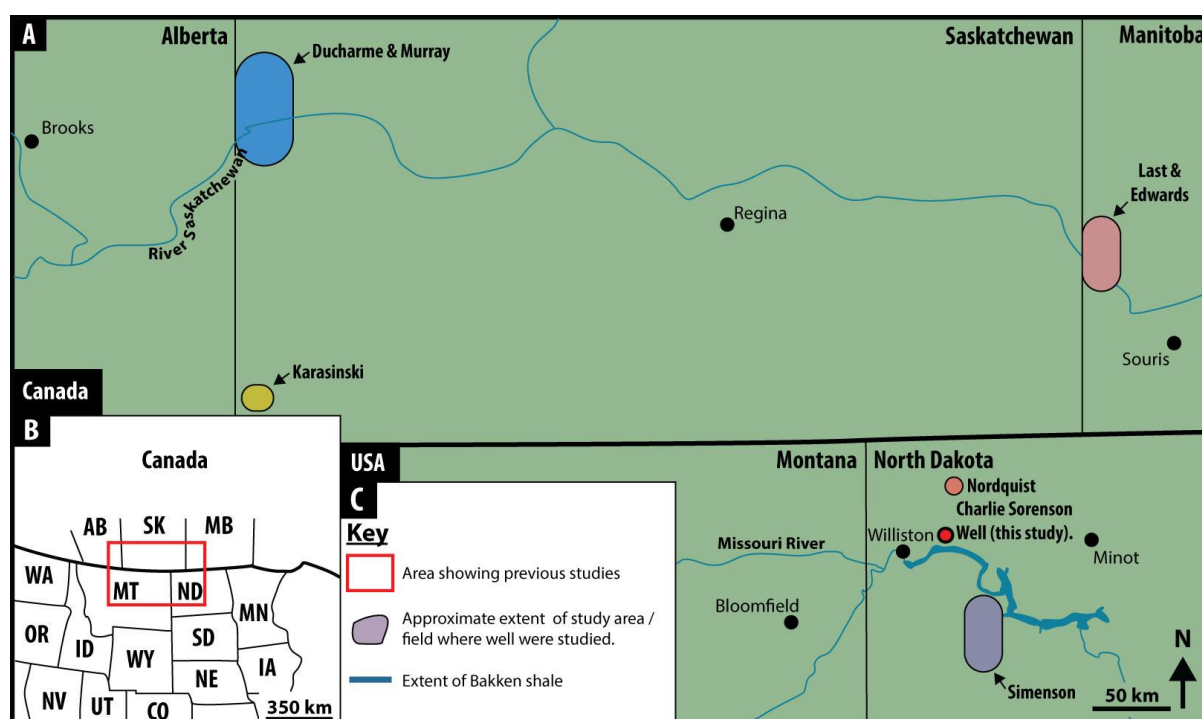 A
Alberta
Ducharme & Murray
Saskatchewan
Manitoba
Brooks
River Saskatchewan
Regina
Last &
Edwards
Souris
Karasinski
Canada
B
Canada
AB
SK
MB
WA
MT
ND
MN
OR
ID
SD
WY
IA
NE
NV
UT
CO
350 km
USA
C
Key
Area showing previous studies
Approximate extent of study area /
field where well were studied.
Extent of Bakken shale
Montana
North Dakota
Nordquist
Charlie Sorenson
Well (this study).
Williston
Missouri River
Minot
Bloomfield
Simenson
50 km
N